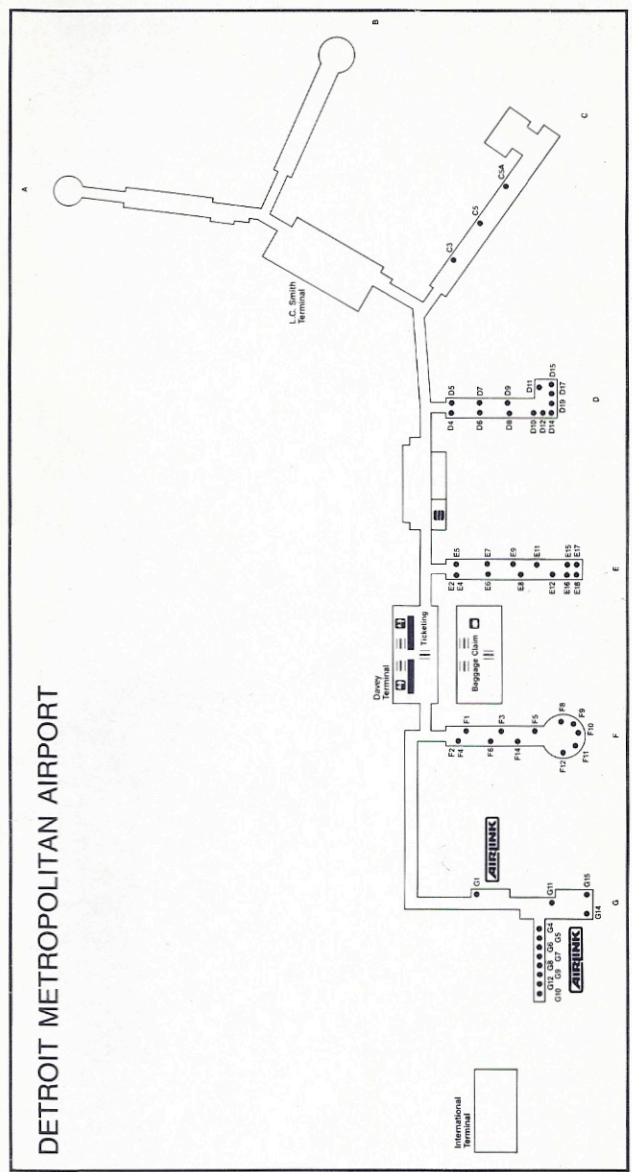 DETROIT METROPOLITAN AIRPORT
International
Terminal
G10
G12
G9
G8
G7
G6
G5
G4
AIRLINK
G14
G15
G11
G1
AIRLINK
G
F2
F4
F1
F6
F3
F14
F5
F12
F8
F9
F10
F11
F
Davey
Terminal
Ticketing
Baggage Claim
E2
E4
E5
E6
E7
E8
E9
E11
E12
E15
E16
E17
E18
E
D4
D5
D6
D7
D8
D9
D10
D11
D12
D14
D15
D17
D19
D
L.C. Smith
Terminal
C3
C5
C5A
C
B
A